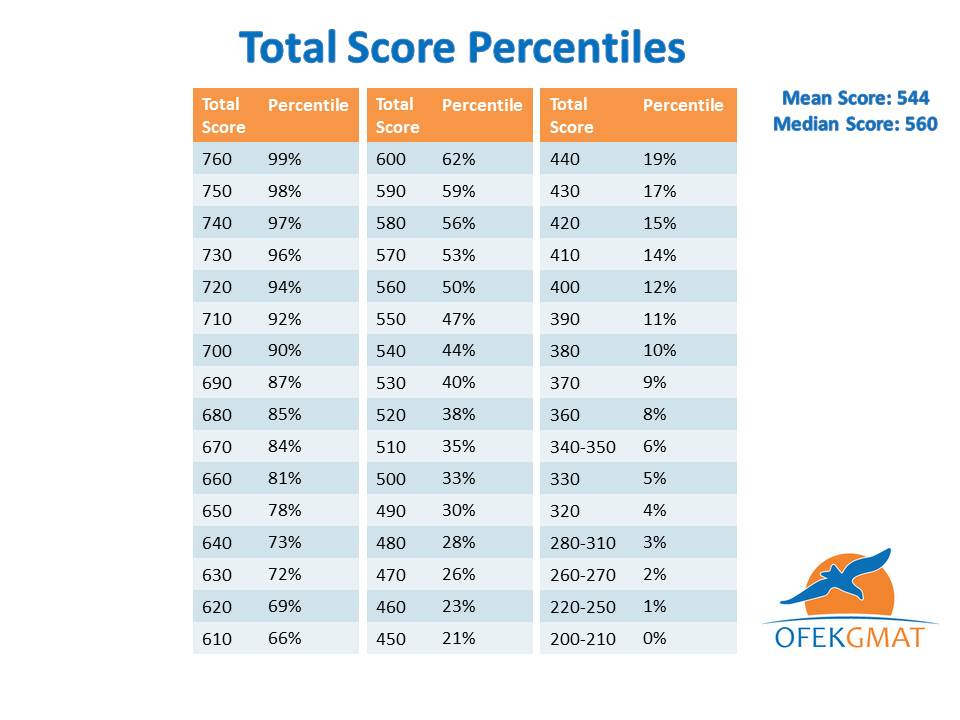 Total Score Percentiles
Mean Score: 544
Median Score: 560
Total Score Percentile Total Score Percentile Total Score Percentile
760 99% 600 62% 440 19%
750 98% 590 59% 430 17%
740 97% 580 56% 420 15%
730 96% 570 53% 410 14%
720 94% 560 50% 400 12%
710 92% 550 47% 390 11%
700 90% 540 44% 380 10%
690 87% 530 40% 370 9%
680 85% 520 38% 360 8%
670 84% 510 35% 340-350 6%
660 81% 500 33% 330 5%
650 78% 490 30% 320 4%
640 73% 480 28% 280-310 3%
630 72% 470 26% 260-270 2%
620 69% 460 23% 220-250 1%
610 66% 450 21% 200-210 0%
OFEKGMAT